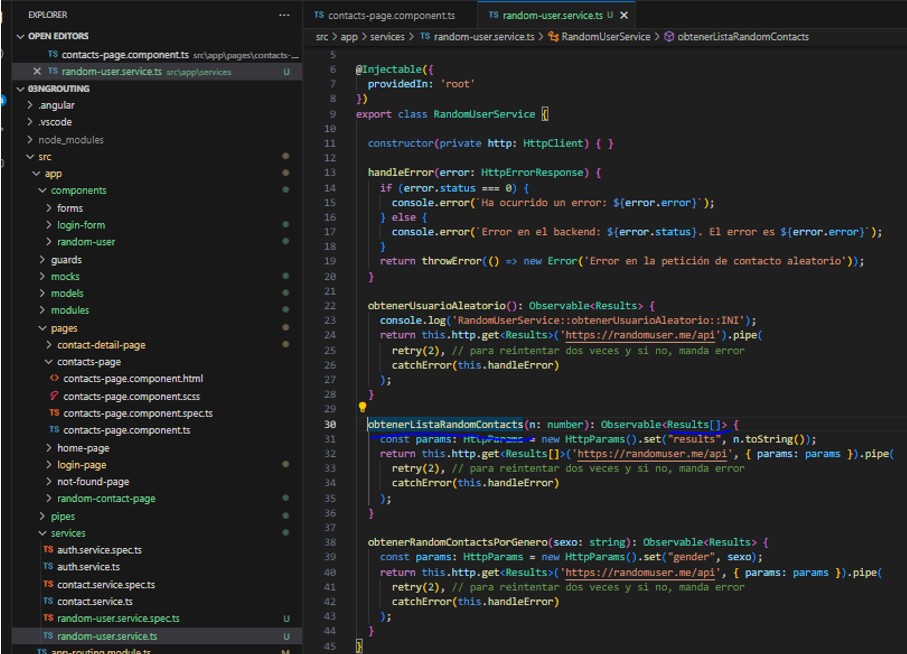 EXPLORER
OPEN EDITORS
TS contacts-page.component.ts src\app\pages\contacts-...
TS random-user.service.ts src\app\services U
03NGROUTING
.angular
.vscode
node_modules
src
app
components
forms
login-form
random-user
guards
mocks
models
modules
pages
contact-detail-page
contacts-page
contacts-page.component.html
contacts-page.component.scss
TS contacts-page.component.spec.ts
TS contacts-page.component.ts
home-page
login-page
not-found-page
random-contact-page
pipes
services
TS auth.service.spec.ts
TS auth.service.ts
TS contact.service.spec.ts
TS contact.service.ts
TS random-user.service.spec.ts U
TS random-user.service.ts U
TS app-routing.module.ts M
TS contacts-page.component.ts
TS random-user.service.ts U
src > app > services > TS random-user.service.ts > RandomUserService > obtenerListaRandomContacts
5
6 @Injectable({
7 providedIn: 'root'
8 })
9 export class RandomUserService {
10
11 constructor(private http: HttpClient) { }
12
13 handleError(error: HttpErrorResponse) {
14 if (error.status === 0) {
15 console.error(`Ha ocurrido un error: ${error.error}`);
16 } else {
17 console.error(`Error en el backend: ${error.status}. El error es ${error.error}`);
18 }
19 return throwError(() => new Error('Error en la petición de contacto aleatorio'));
20 }
21
22 obtenerUsuarioAleatorio(): Observable<Results> {
23 console.log('RandomUserService::obtenerUsuarioAleatorio::INI');
24 return this.http.get<Results>('https://randomuser.me/api').pipe(
25 retry(2), // para reintentar dos veces y si no, manda error
26 catchError(this.handleError)
27 );
28 }
29
30 obtenerListaRandomContacts(n: number): Observable<Results[]> {
31 const params: HttpParams = new HttpParams().set("results", n.toString());
32 return this.http.get<Results[]>('https://randomuser.me/api', { params: params }).pipe(
33 retry(2), // para reintentar dos veces y si no, manda error
34 catchError(this.handleError)
35 );
36 }
37
38 obtenerRandomContactsPorGenero(sexo: string): Observable<Results> {
39 const params: HttpParams = new HttpParams().set("gender", sexo);
40 return this.http.get<Results>('https://randomuser.me/api', { params: params }).pipe(
41 retry(2), // para reintentar dos veces y si no, manda error
42 catchError(this.handleError)
43 );
44 }
45 }